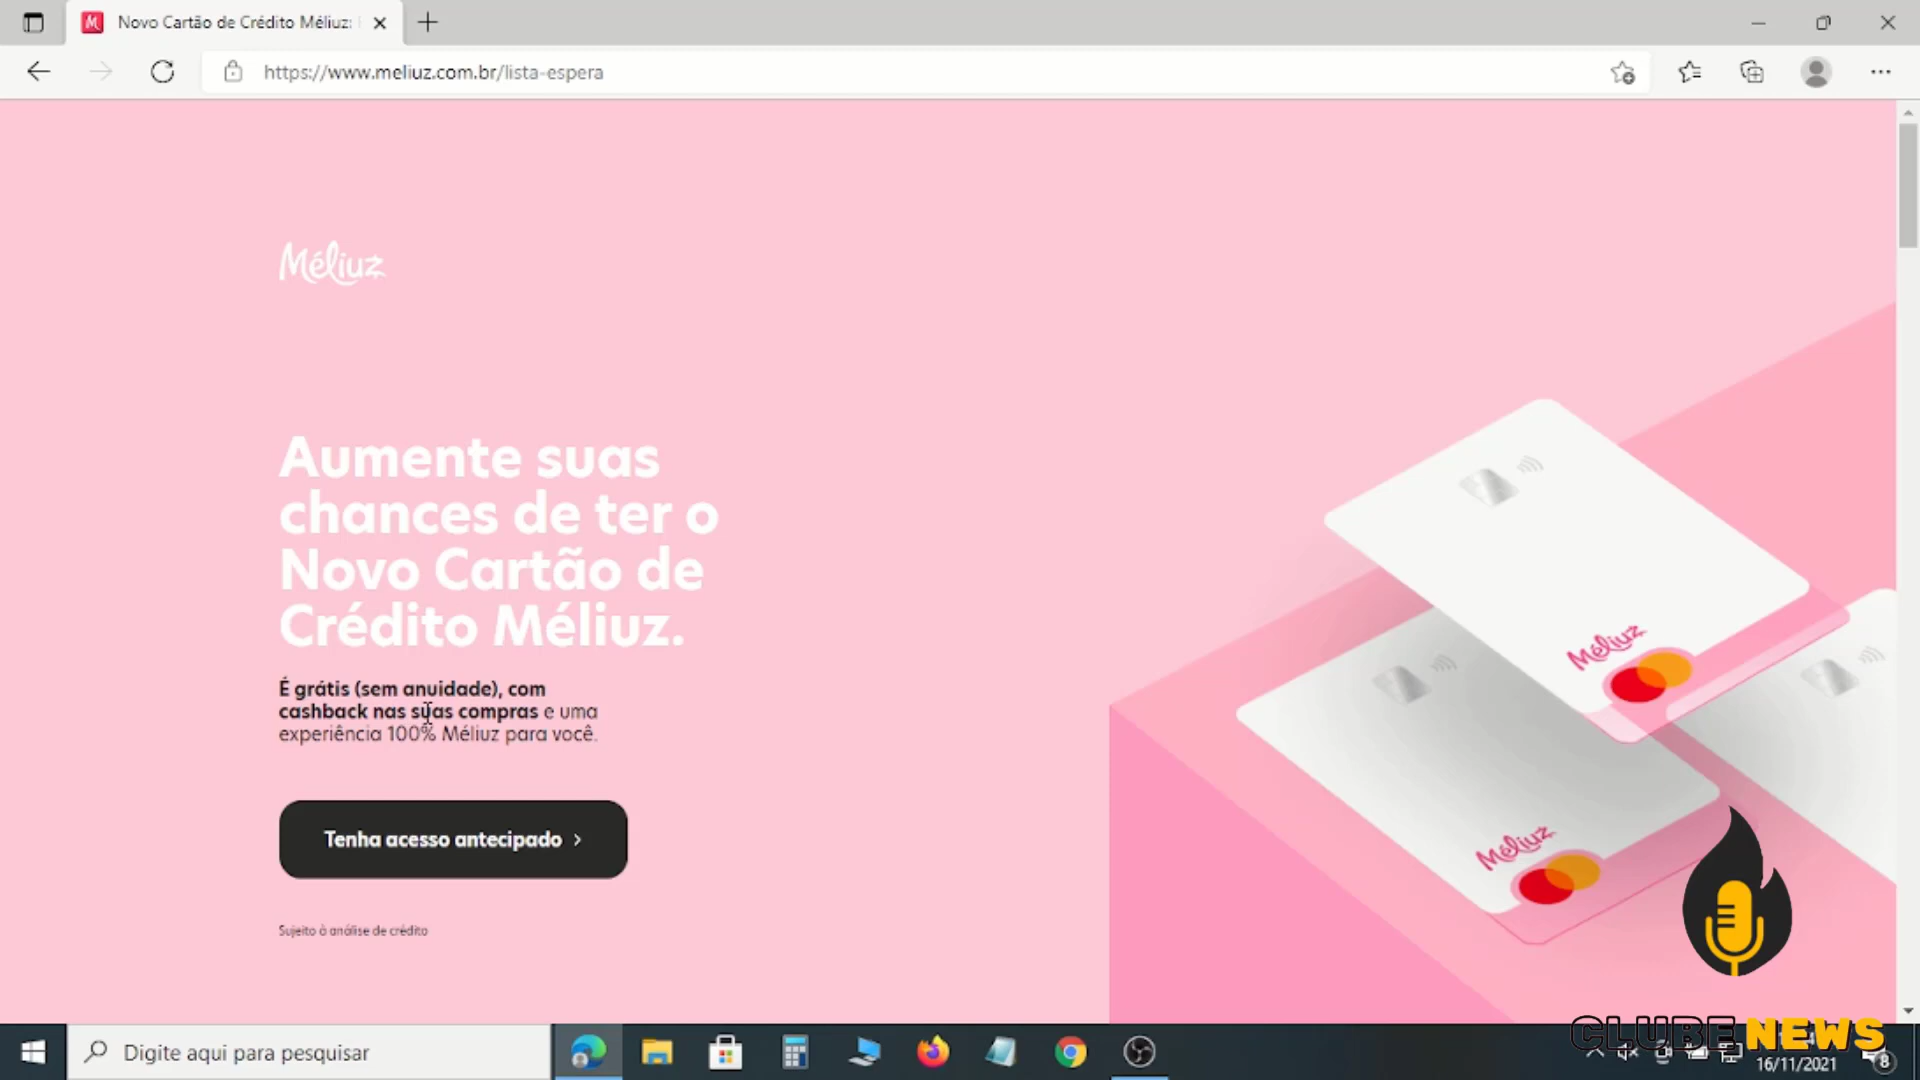 Novo Cartão de Crédito Méliuz:
https://www.meliuz.com.br/lista-espera
Méliuz
Aumente suas
chances de ter o
Novo Cartão de
Crédito Méliuz.
É grátis (sem anuidade), com
cashback nas suas compras e uma
experiência 100% Méliuz para você.
Tenha acesso antecipado >
Sujeito à análise de crédito
Méliuz
Méliuz
CLUBE NEWS
Digite aqui para pesquisar
16/11/2021
8